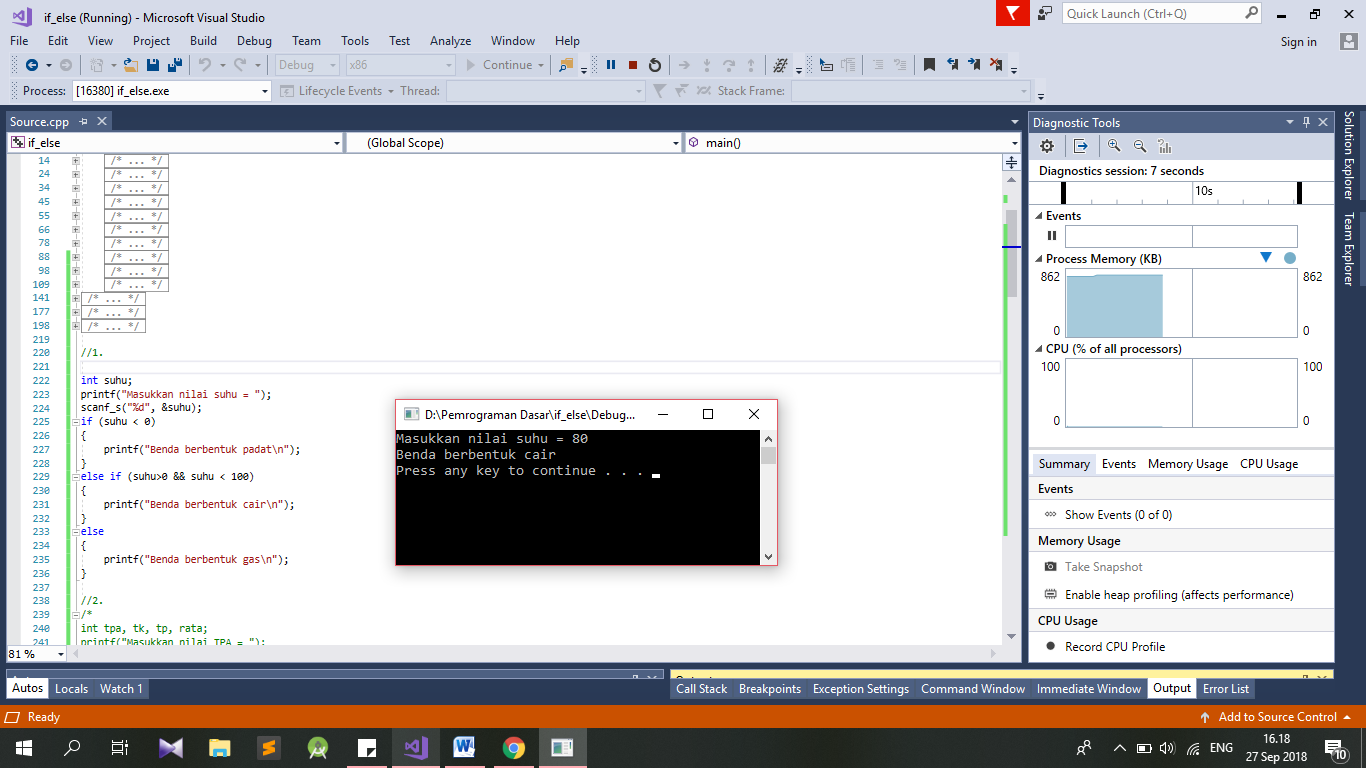 if_else (Running) - Microsoft Visual Studio
Quick Launch (Ctrl+Q)
File Edit View Project Build Debug Team Tools Test Analyze Window Help
Sign in
Debug x86 Continue
Process: [16380] if_else.exe Lifecycle Events Thread: Stack Frame:
Source.cpp
if_else (Global Scope) main()
14 /* ... */
24 /* ... */
34 /* ... */
45 /* ... */
55 /* ... */
66 /* ... */
78 /* ... */
88 /* ... */
98 /* ... */
109 /* ... */
141 /* ... */
177 /* ... */
198 /* ... */
219
220 //1.
221
222 int suhu;
223 printf("Masukkan nilai suhu = ");
224 scanf_s("%d", &suhu);
225 if (suhu < 0)
226 {
227 printf("Benda berbentuk padat\n");
228 }
229 else if (suhu>0 && suhu < 100)
230 {
231 printf("Benda berbentuk cair\n");
232 }
233 else
234 {
235 printf("Benda berbentuk gas\n");
236 }
237
238 //2.
239 /*
240 int tpa, tk, tp, rata;
241 printf("Masukkan nilai TPA = ");
81 %
D:\Pemrograman Dasar\if_else\Debug...
Masukkan nilai suhu = 80
Benda berbentuk cair
Press any key to continue . . .
Diagnostic Tools
Diagnostics session: 7 seconds
10s
Events
Process Memory (KB)
862 862
0 0
CPU (% of all processors)
100 100
0 0
Summary Events Memory Usage CPU Usage
Events
Show Events (0 of 0)
Memory Usage
Take Snapshot
Enable heap profiling (affects performance)
CPU Usage
Record CPU Profile
Solution Explorer
Team Explorer
Autos Locals Watch 1
Call Stack Breakpoints Exception Settings Command Window Immediate Window Output Error List
Ready
Add to Source Control
ENG
16.18
27 Sep 2018
10